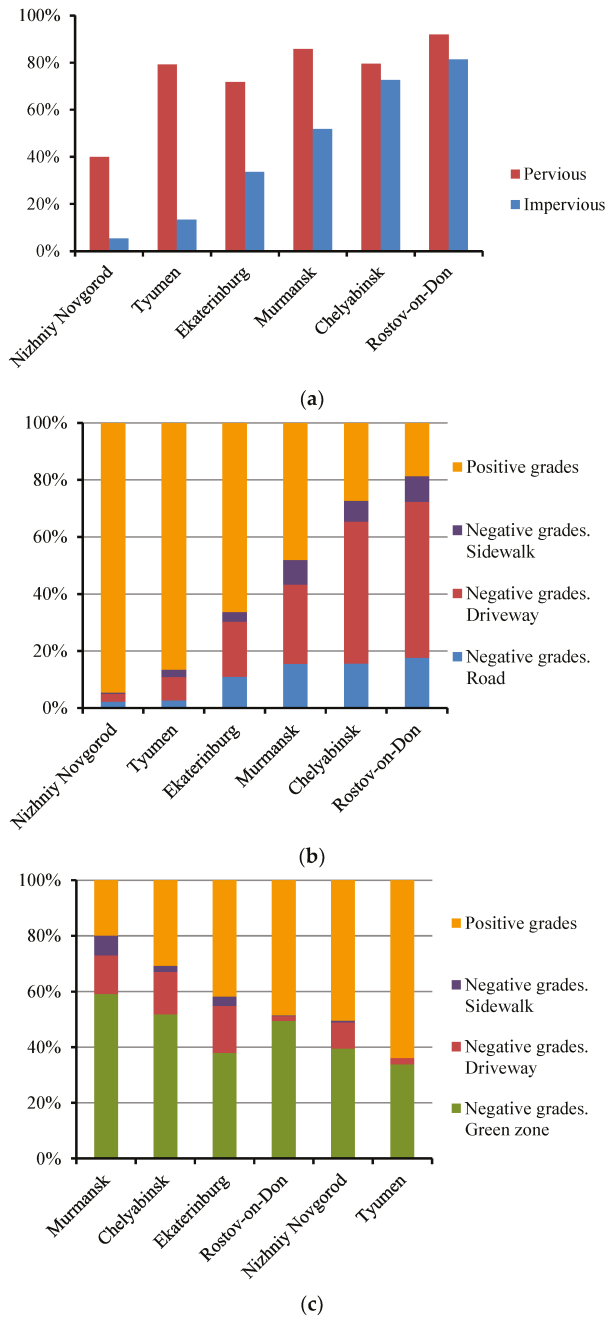 100%
80%
60%
40%
20%
0%
Pervious
Impervious
Nizhniy Novgorod
Tyumen
Ekaterinburg
Murmansk
Chelyabinsk
Rostov-on-Don
(a)
100%
80%
60%
40%
20%
0%
Positive grades
Negative grades.
Sidewalk
Negative grades.
Driveway
Negative grades.
Road
Nizhniy Novgorod
Tyumen
Ekaterinburg
Murmansk
Chelyabinsk
Rostov-on-Don
(b)
100%
80%
60%
40%
20%
0%
Positive grades
Negative grades.
Sidewalk
Negative grades.
Driveway
Negative grades.
Green zone
Murmansk
Chelyabinsk
Ekaterinburg
Rostov-on-Don
Nizhniy Novgorod
Tyumen
(c)